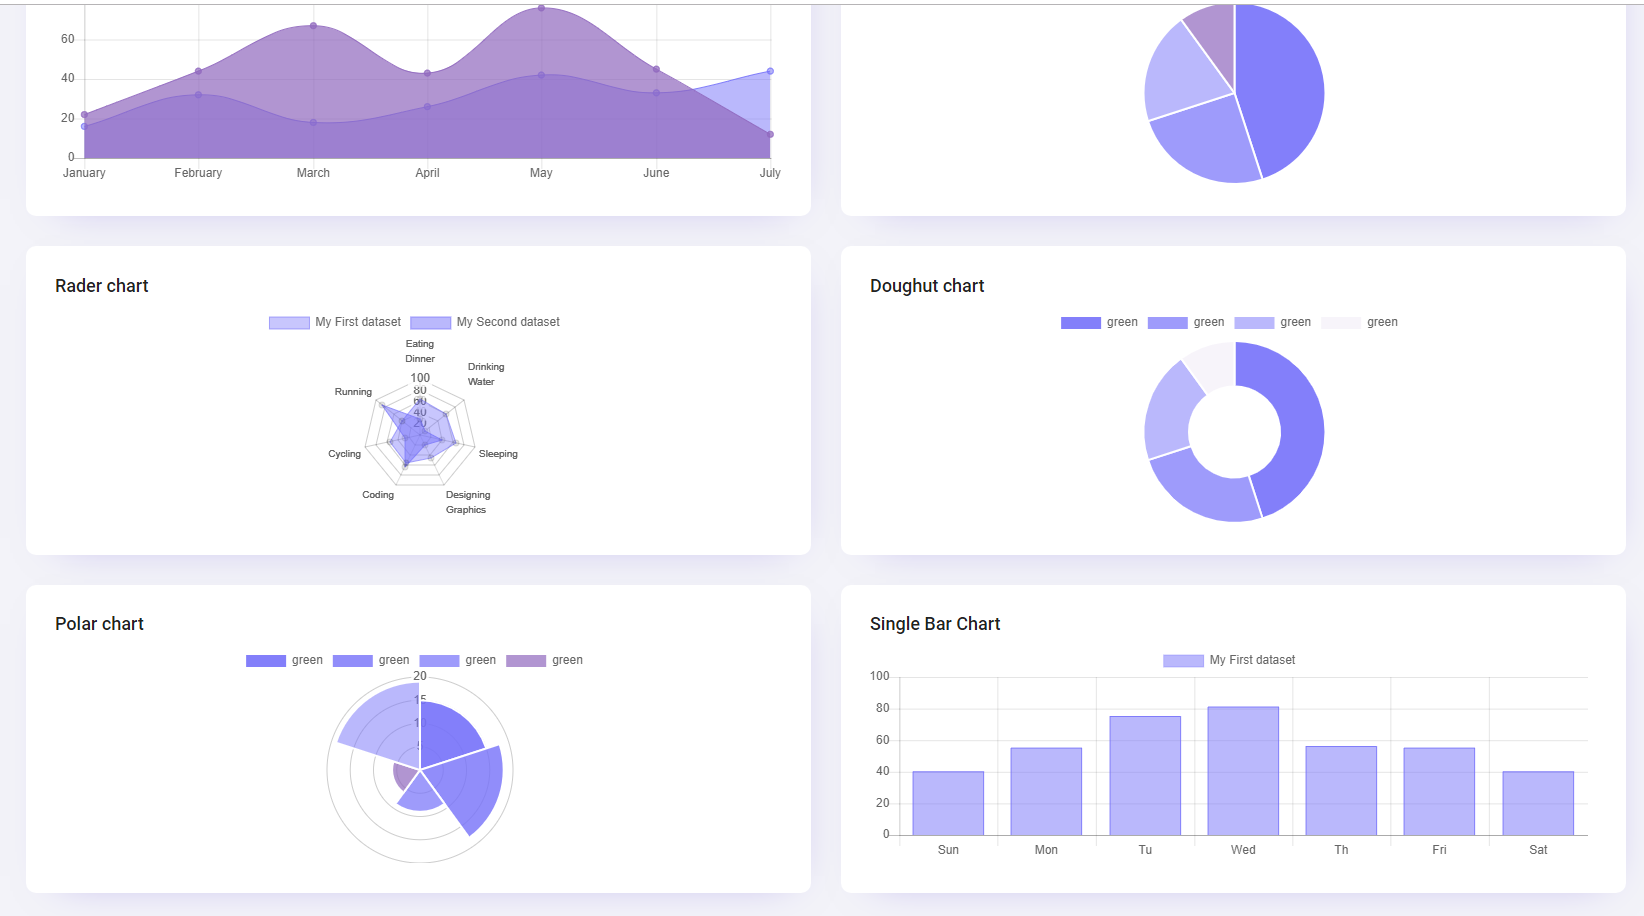 60
40
20
0
January February March April May June July
Rader chart
My First dataset My Second dataset
Eating
Dinner
Drinking
Water
Running
100
80
60
40
20
Cycling
Sleeping
Coding
Designing
Graphics
Doughut chart
green green green green
Polar chart
green green green green
20
15
10
5
Single Bar Chart
My First dataset
100
80
60
40
20
0
Sun Mon Tu Wed Th Fri Sat